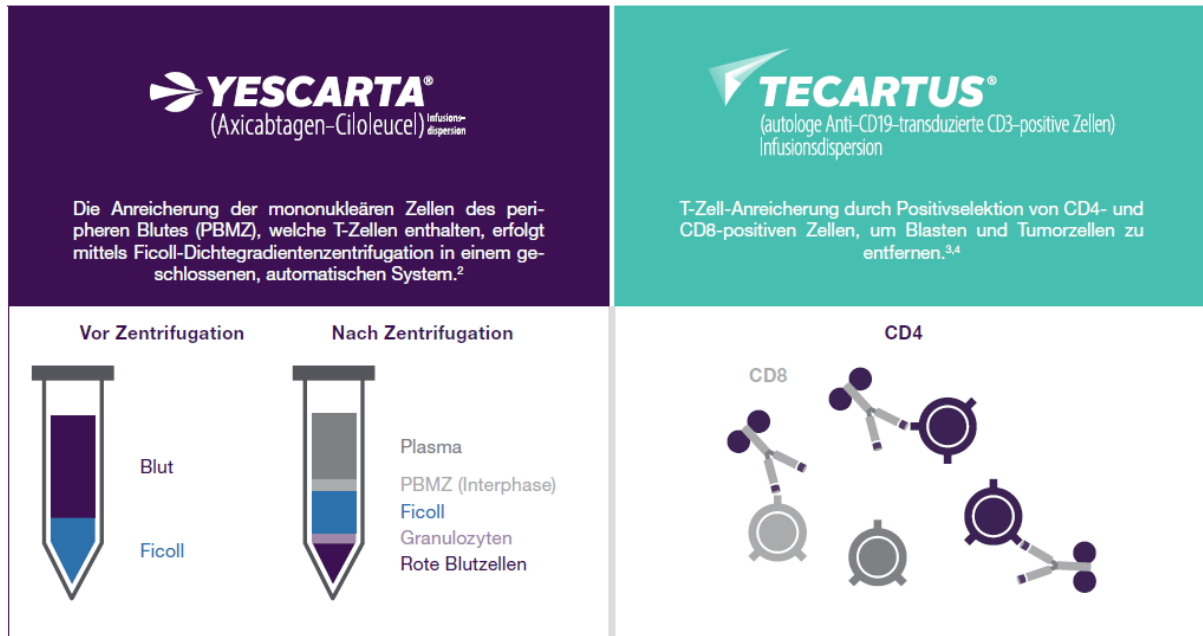 YESCARTA®
(Axicabtagen-Ciloleucel) Infusions-
dispersion
Die Anreicherung der mononukleären Zellen des peri-
pheren Blutes (PBMZ), welche T-Zellen enthalten, erfolgt
mittels Ficoll-Dichtegradientenzentrifugation in einem ge-
schlossenen, automatischen System.²
Vor Zentrifugation
Nach Zentrifugation
Blut
Ficoll
Plasma
PBMZ (Interphase)
Ficoll
Granulozyten
Rote Blutzellen
TECARTUS®
(autologe Anti-CD19-transduzierte CD3-positive Zellen)
Infusionsdispersion
T-Zell-Anreicherung durch Positivselektion von CD4- und
CD8-positiven Zellen, um Blasten und Tumorzellen zu
entfernen.³,⁴
CD4
CD8